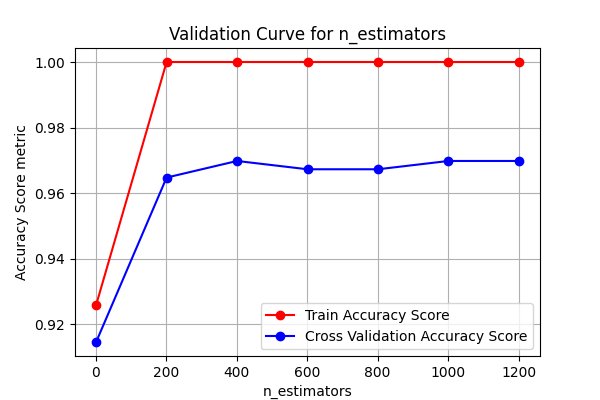 Validation Curve for n_estimators
Accuracy Score metric
1.00
0.98
0.96
0.94
0.92
Train Accuracy Score
Cross Validation Accuracy Score
0 200 400 600 800 1000 1200
n_estimators